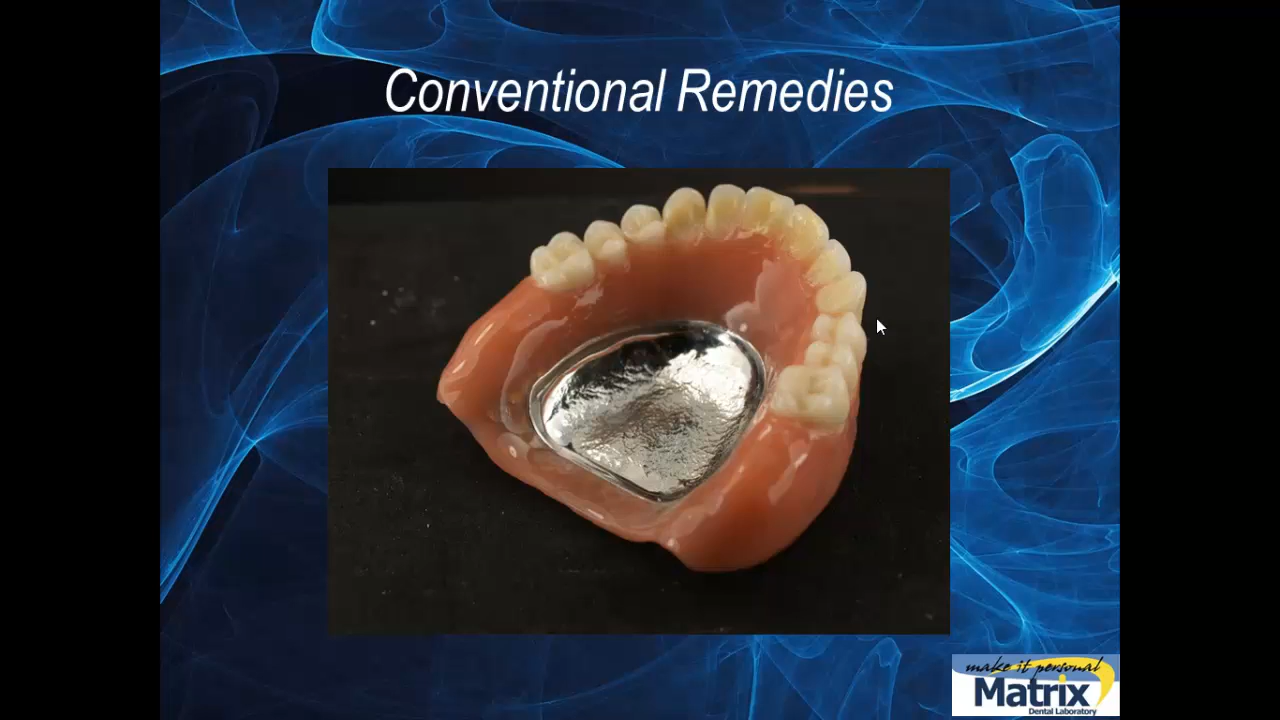 Conventional Remedies
make it personal
Matrix
Dental Laboratory